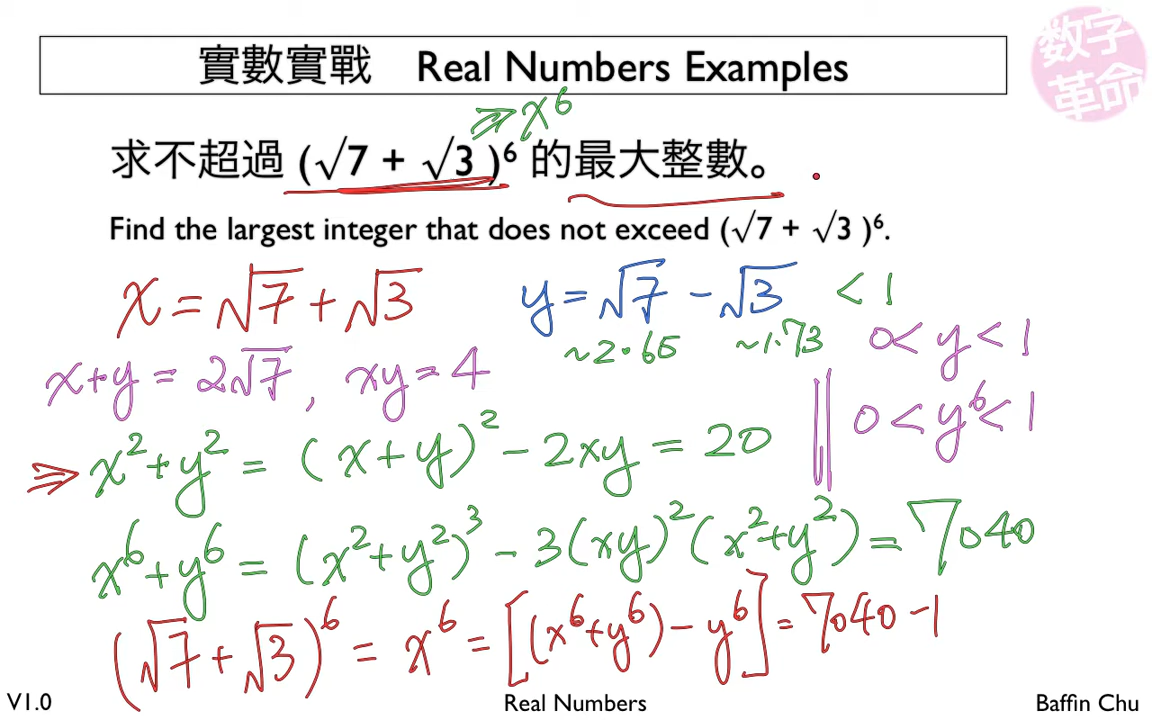 數字
革命
實數實戰 Real Numbers Examples
⇒ x⁶
求不超過 (√7 + √3 )⁶ 的最大整數。
Find the largest integer that does not exceed (√7 + √3 )⁶.
x = √7 + √3 y = √7 - √3 < 1
~2.65 ~1.73 0 < y < 1
x+y = 2√7 , xy = 4 0 < y⁶ < 1
⇒ x²+y² = (x+y)² - 2xy = 20
x⁶+y⁶ = (x²+y²)³ - 3(xy)²(x²+y²) = 7040
(√7+√3)⁶ = x⁶ = [(x⁶+y⁶) - y⁶] = 7040 - 1
V1.0 Real Numbers Baffin Chu